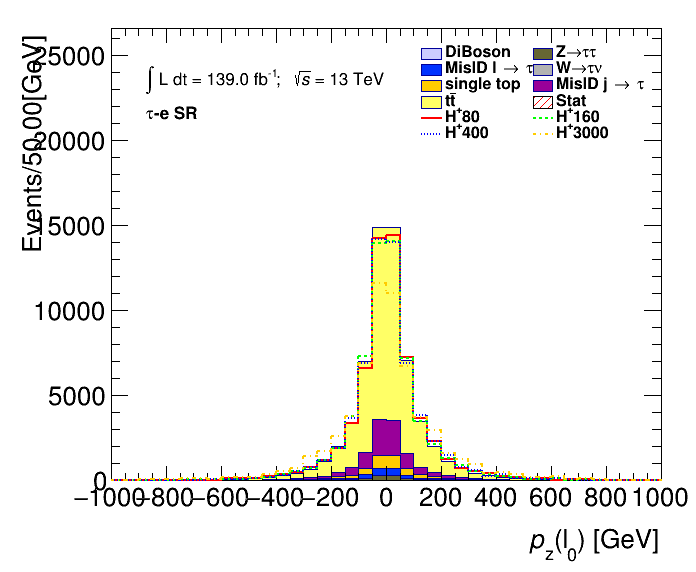 Events/50.00[GeV]
25000
20000
15000
10000
5000
0
∫ L dt = 139.0 fb⁻¹; √s = 13 TeV
τ-e SR
DiBoson Z→ττ
MisID l → τ W→τν
single top MisID j → τ
tt̄ Stat
H⁺80 H⁺160
H⁺400 H⁺3000
−1000 −800 −600 −400 −200 0 200 400 600 800 1000
p_z(l_0) [GeV]